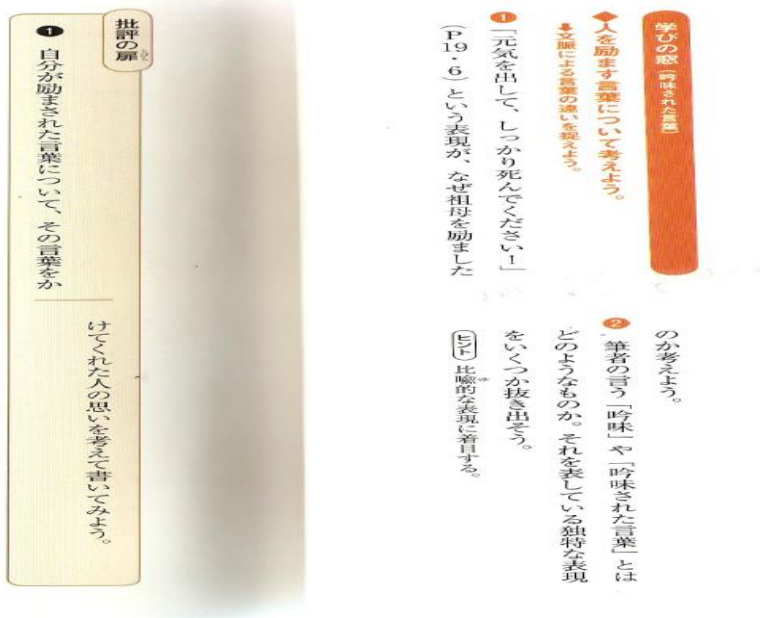 学びの窓（吟味された言葉）
◆人を励ます言葉について考えよう。
➡文脈による言葉の違いを捉えよう。
❶「元気を出して、しっかり死んでください！」
（P19・6）という表現が、なぜ祖母を励ました
のか考えよう。
❷筆者の言う「吟味」や「吟味された言葉」とは
どのようなものか。それを表している独特な表現
をいくつか抜き出そう。
ヒント 比喩的な表現に着目する。
批評の扉
❶自分が励まされた言葉について、その言葉をか
けてくれた人の思いを考えて書いてみよう。